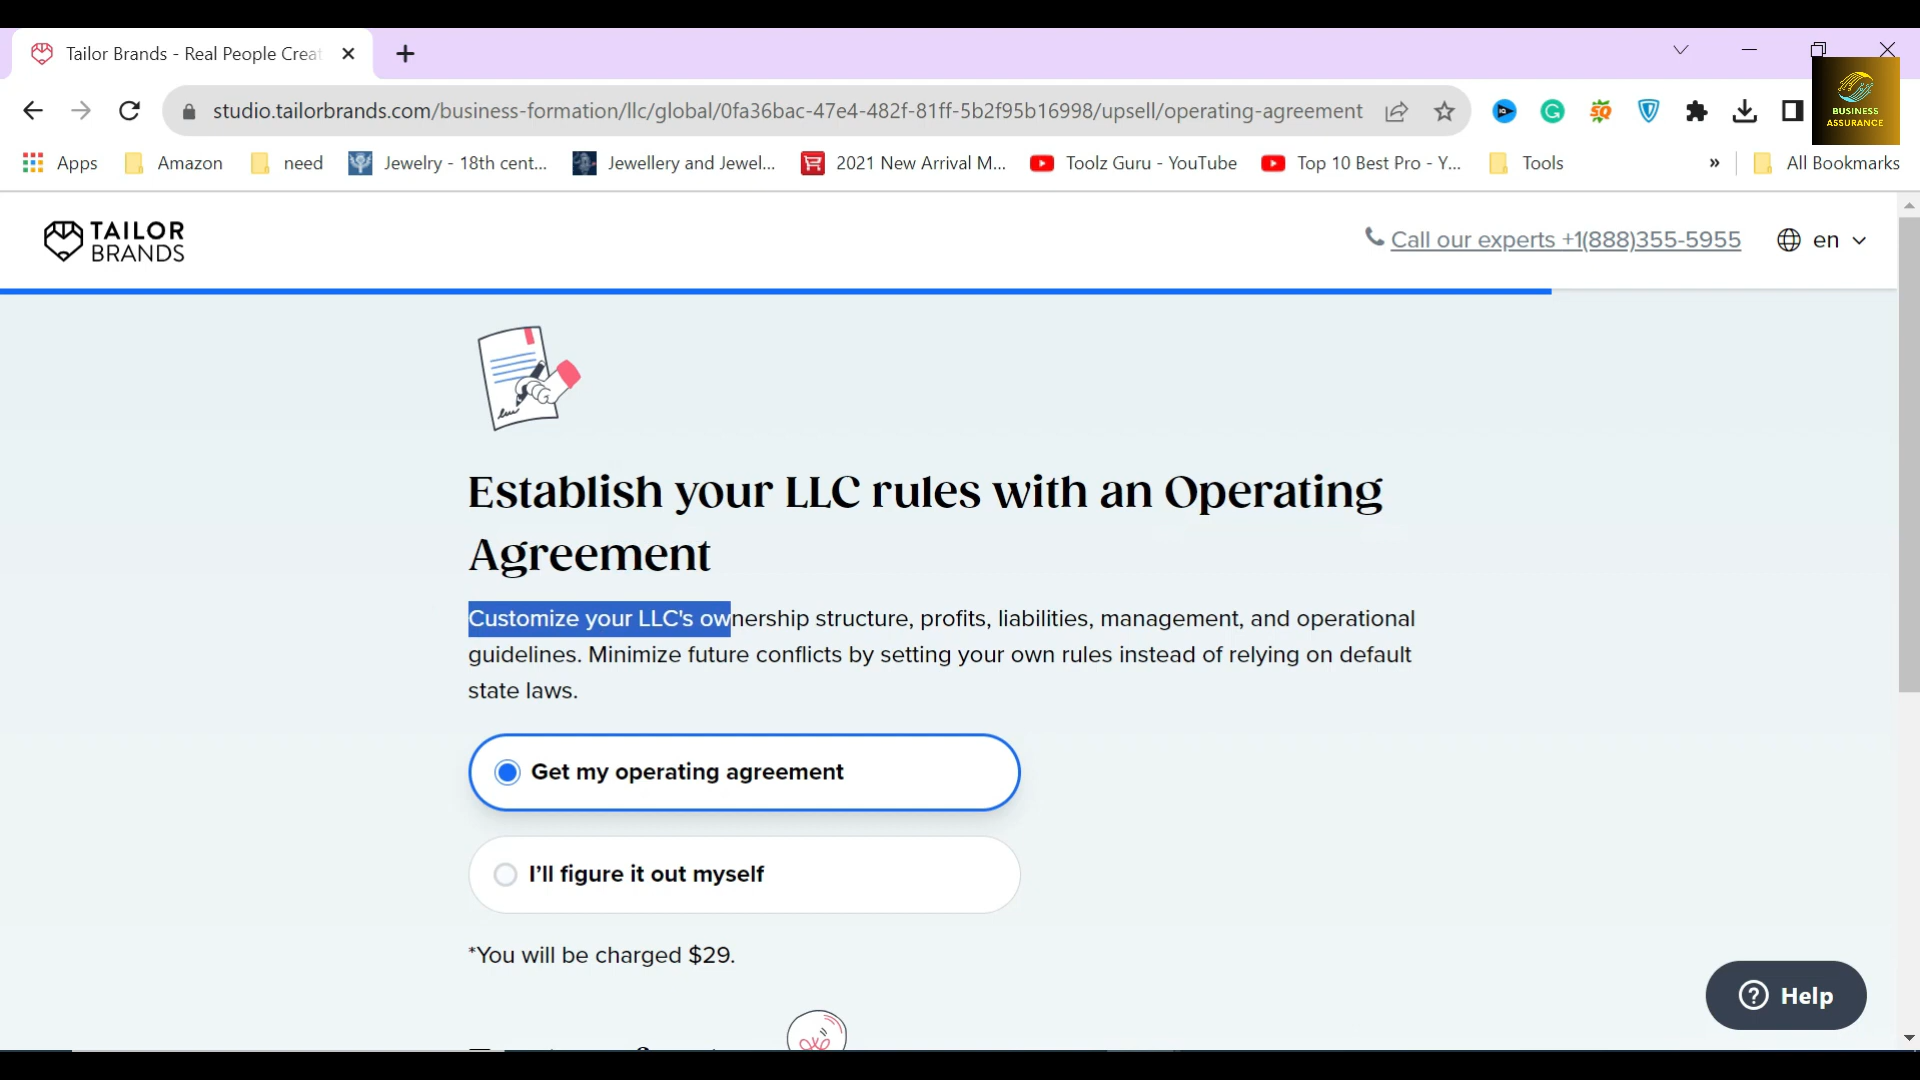 Tailor Brands - Real People Creat
studio.tailorbrands.com/business-formation/llc/global/0fa36bac-47e4-482f-81ff-5b2f95b16998/upsell/operating-agreement
BUSINESS
ASSURANCE
Apps
Amazon
need
Jewelry - 18th cent...
Jewellery and Jewel...
2021 New Arrival M...
Toolz Guru - YouTube
Top 10 Best Pro - Y...
Tools
»
All Bookmarks
TAILOR
BRANDS
Call our experts +1(888)355-5955
en
Establish your LLC rules with an Operating
Agreement
Customize your LLC's ownership structure, profits, liabilities, management, and operational
guidelines. Minimize future conflicts by setting your own rules instead of relying on default
state laws.
Get my operating agreement
I'll figure it out myself
*You will be charged $29.
Help